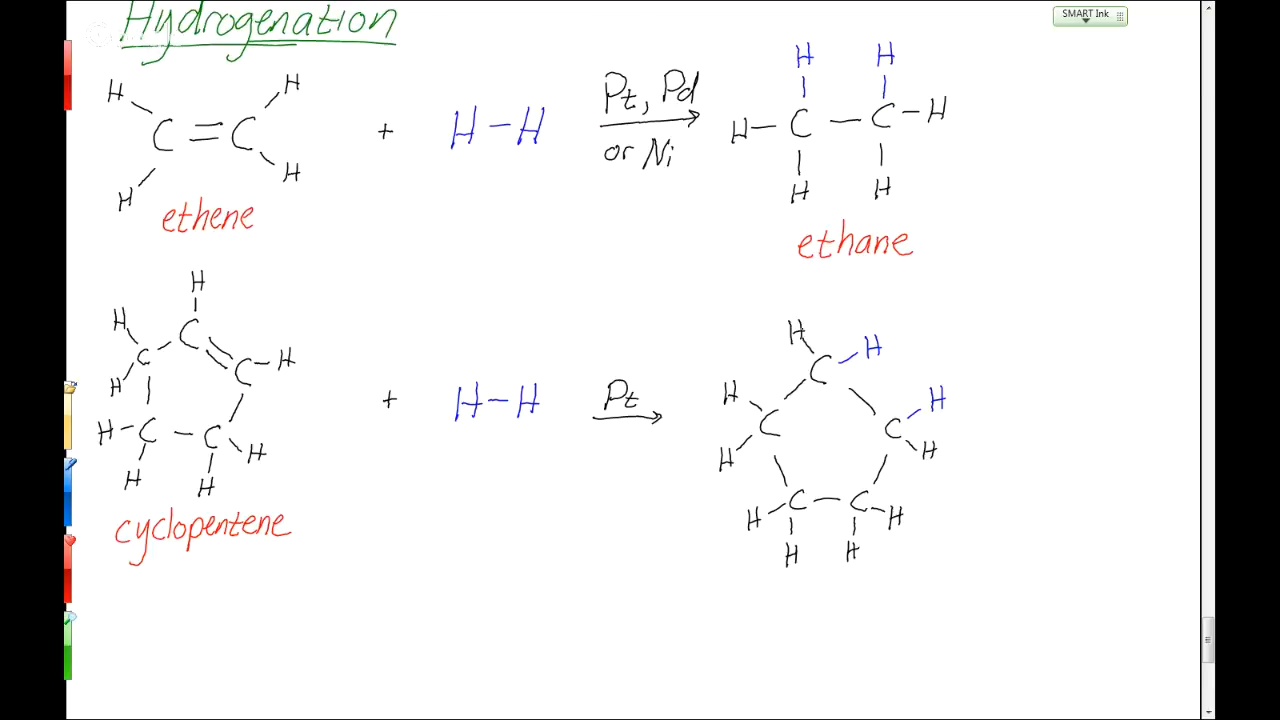 Hydrogenation
SMART Ink
H H H H
C = C + H - H Pt, Pd H - C - C - H
or Ni
H H H H
ethene
ethane
H
H C H H
C C - H + H - H Pt C H
H H C C
H - C - C H H H
H H H - C - C - H
cyclopentene H H